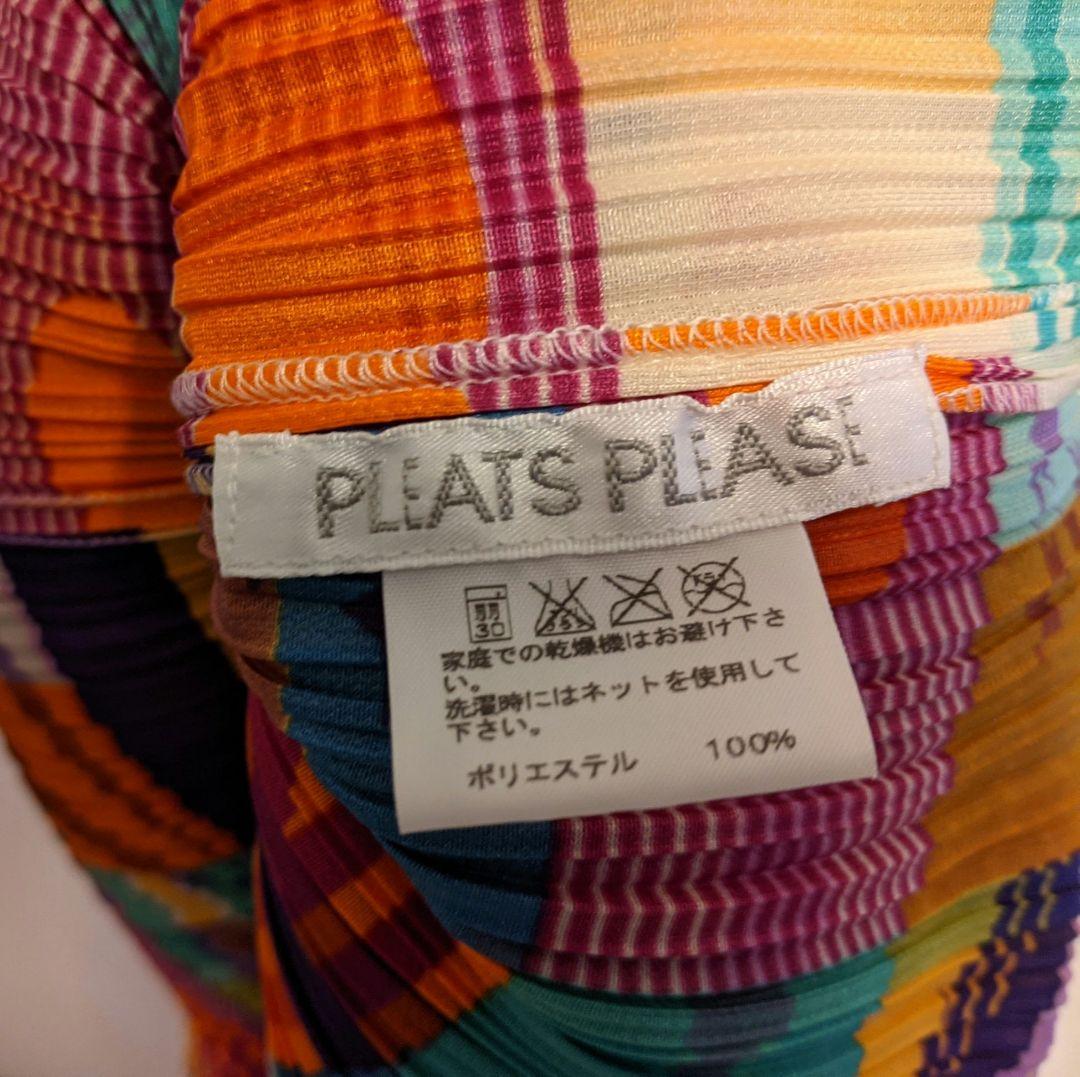 PLEATS PLEASE
弱
30
家庭での乾燥機はお避け下さ
い。
洗濯時にはネットを使用して
下さい。
ポリエステル 100%